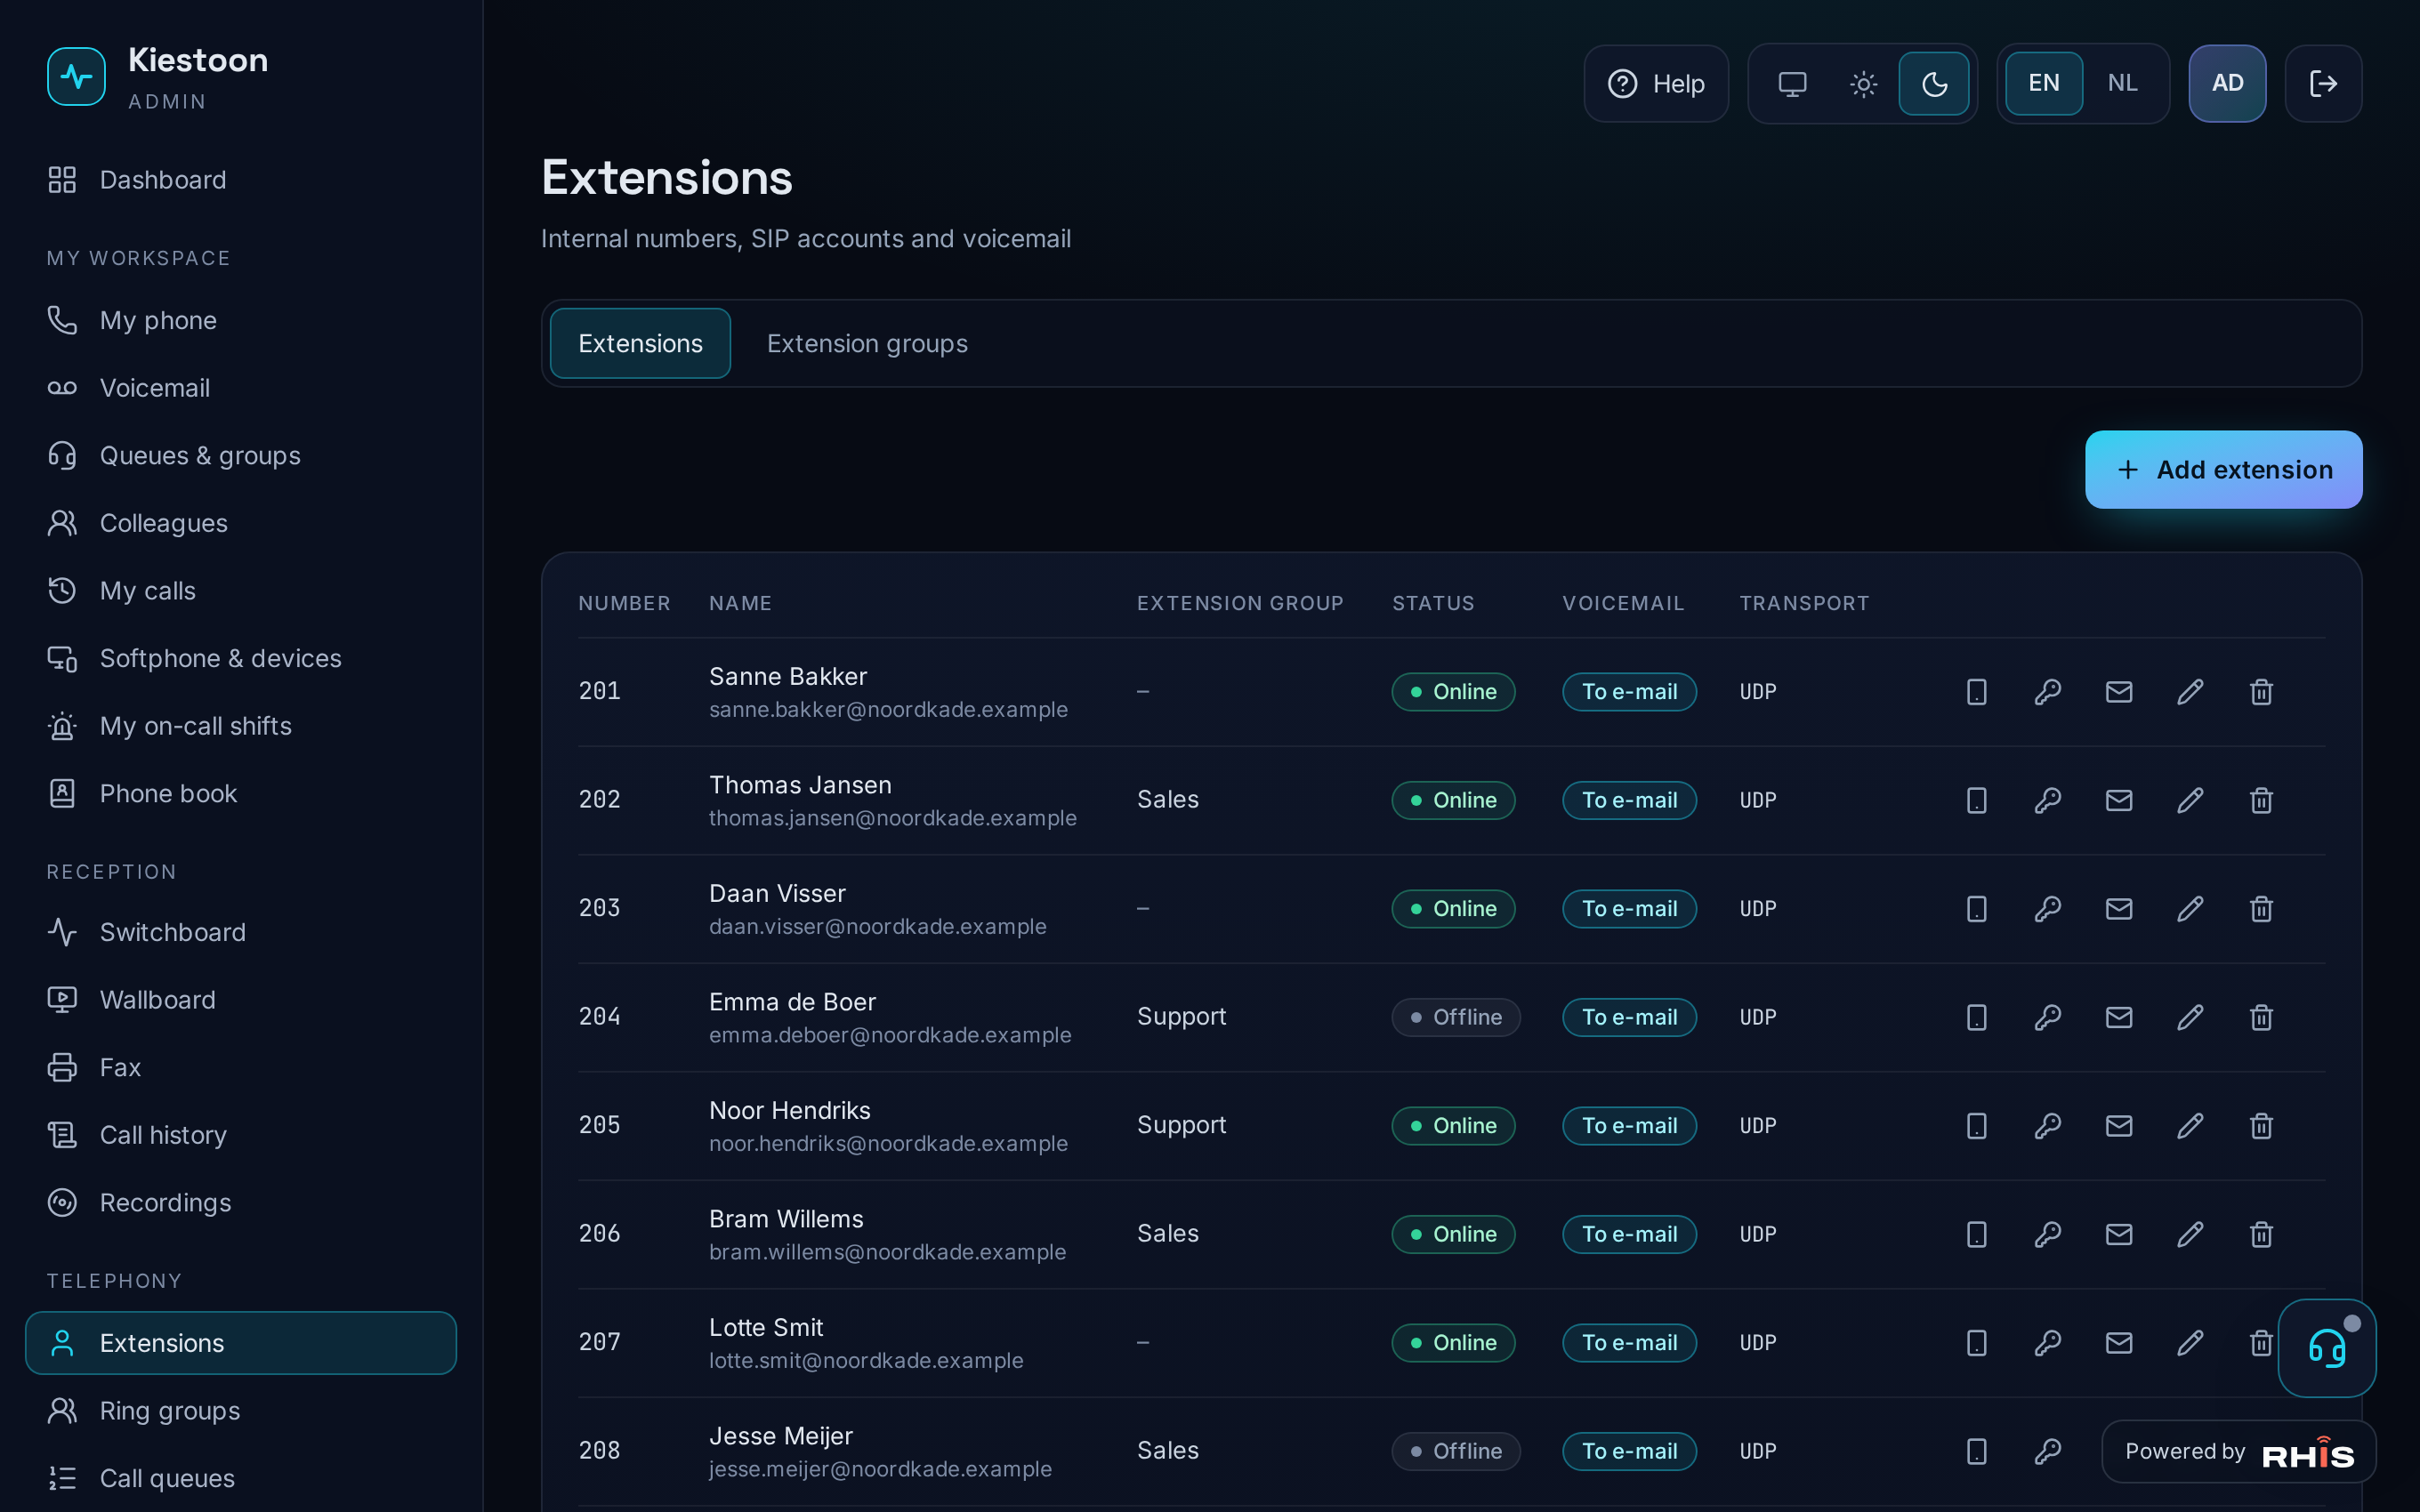 Kiestoon
ADMIN
Dashboard
MY WORKSPACE
My phone
Voicemail
Queues & groups
Colleagues
My calls
Softphone & devices
My on-call shifts
Phone book
RECEPTION
Switchboard
Wallboard
Fax
Call history
Recordings
TELEPHONY
Extensions
Ring groups
Call queues
Help
EN NL
AD
Extensions
Internal numbers, SIP accounts and voicemail
Extensions Extension groups
Add extension
NUMBER NAME EXTENSION GROUP STATUS VOICEMAIL TRANSPORT
201 Sanne Bakker – Online To e-mail UDP
sanne.bakker@noordkade.example
202 Thomas Jansen Sales Online To e-mail UDP
thomas.jansen@noordkade.example
203 Daan Visser – Online To e-mail UDP
daan.visser@noordkade.example
204 Emma de Boer Support Offline To e-mail UDP
emma.deboer@noordkade.example
205 Noor Hendriks Support Online To e-mail UDP
noor.hendriks@noordkade.example
206 Bram Willems Sales Online To e-mail UDP
bram.willems@noordkade.example
207 Lotte Smit – Online To e-mail UDP
lotte.smit@noordkade.example
208 Jesse Meijer Sales Offline To e-mail UDP
jesse.meijer@noordkade.example
Powered by RHIS